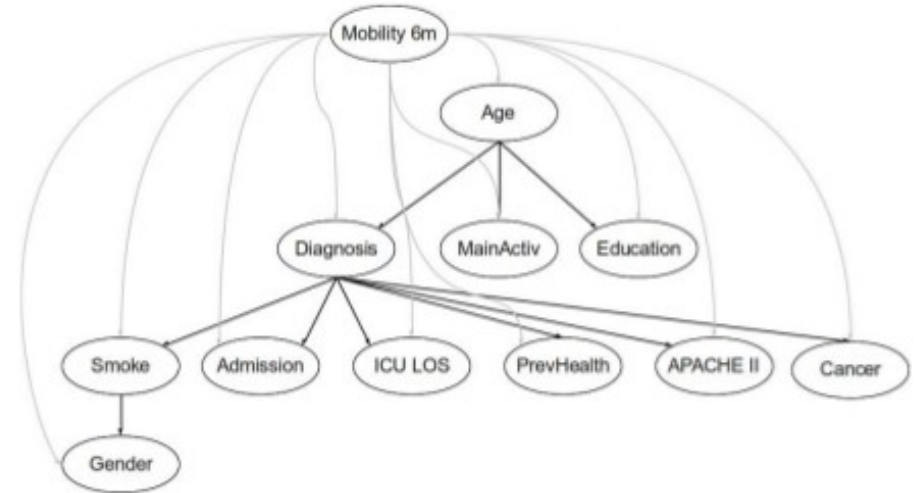 Mobility 6m
Age
Diagnosis
MainActiv
Education
Smoke
Admission
ICU LOS
PrevHealth
APACHE II
Cancer
Gender